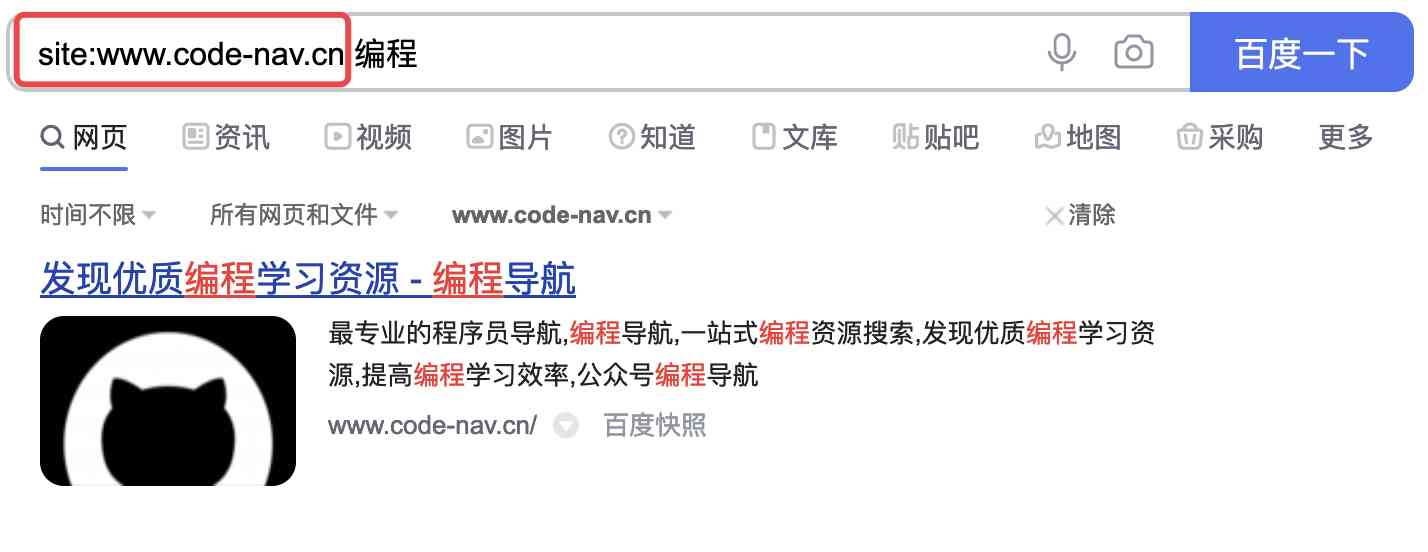 site:www.code-nav.cn 编程 百度一下
网页 资讯 视频 图片 知道 文库 贴 贴吧 地图 采购 更多
时间不限 所有网页和文件 www.code-nav.cn 清除
发现优质编程学习资源 - 编程导航
最专业的程序员导航,编程导航,一站式编程资源搜索,发现优质编程学习资
源,提高编程学习效率,公众号编程导航
www.code-nav.cn/ 百度快照